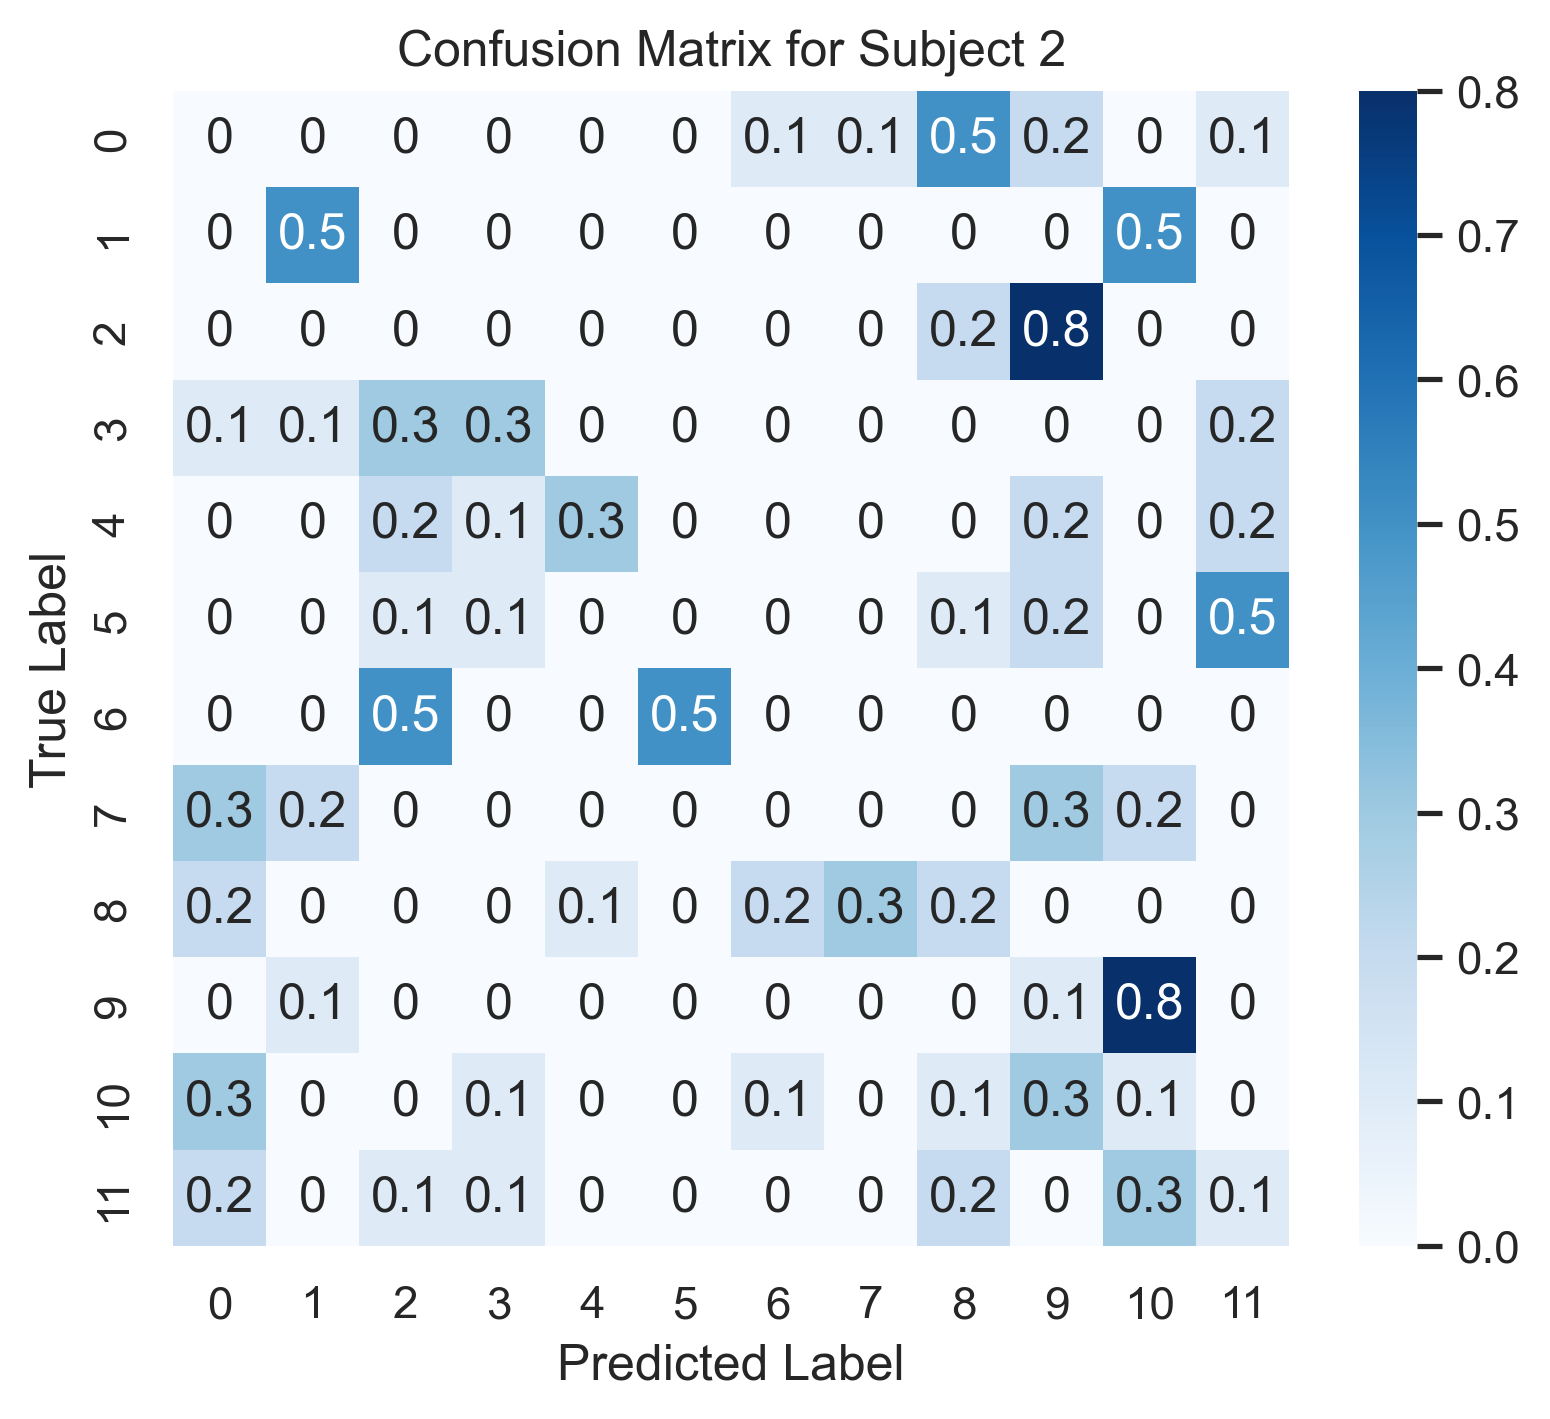 Confusion Matrix for Subject 2
0 0 0 0 0 0 0 0.1 0.1 0.5 0.2 0 0.1
1 0 0.5 0 0 0 0 0 0 0 0 0.5 0
2 0 0 0 0 0 0 0 0 0.2 0.8 0 0
3 0.1 0.1 0.3 0.3 0 0 0 0 0 0 0 0.2
4 0 0 0.2 0.1 0.3 0 0 0 0 0.2 0 0.2
5 0 0 0.1 0.1 0 0 0 0 0.1 0.2 0 0.5
6 0 0 0.5 0 0 0.5 0 0 0 0 0 0
7 0.3 0.2 0 0 0 0 0 0 0 0.3 0.2 0
8 0.2 0 0 0 0.1 0 0.2 0.3 0.2 0 0 0
9 0 0.1 0 0 0 0 0 0 0 0.1 0.8 0
10 0.3 0 0 0.1 0 0 0.1 0 0.1 0.3 0.1 0
11 0.2 0 0.1 0.1 0 0 0 0 0.2 0 0.3 0.1
0 1 2 3 4 5 6 7 8 9 10 11
Predicted Label
True Label
0.8
0.7
0.6
0.5
0.4
0.3
0.2
0.1
0.0